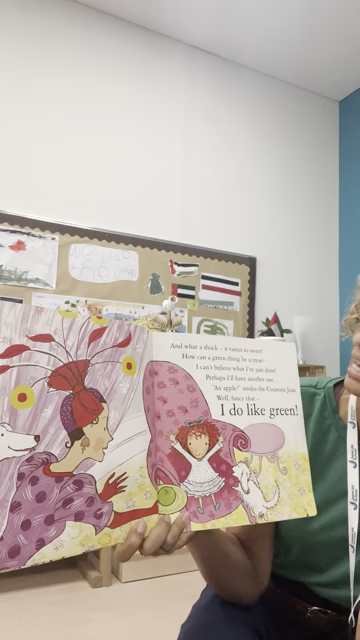 And what a shock – it tastes so sweet!
How can a green thing be a treat?
I can't believe what I've just done!
Perhaps I'll have another one...
"An apple?" smiles the Countess Jean.
Well, fancy that –
I do like green!